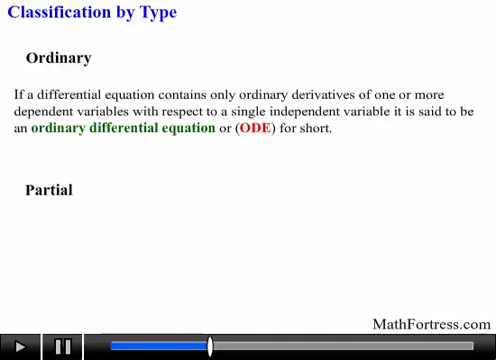 Classification by Type
Ordinary
If a differential equation contains only ordinary derivatives of one or more
dependent variables with respect to a single independent variable it is said to be
an ordinary differential equation or (ODE) for short.
Partial
MathFortress.com